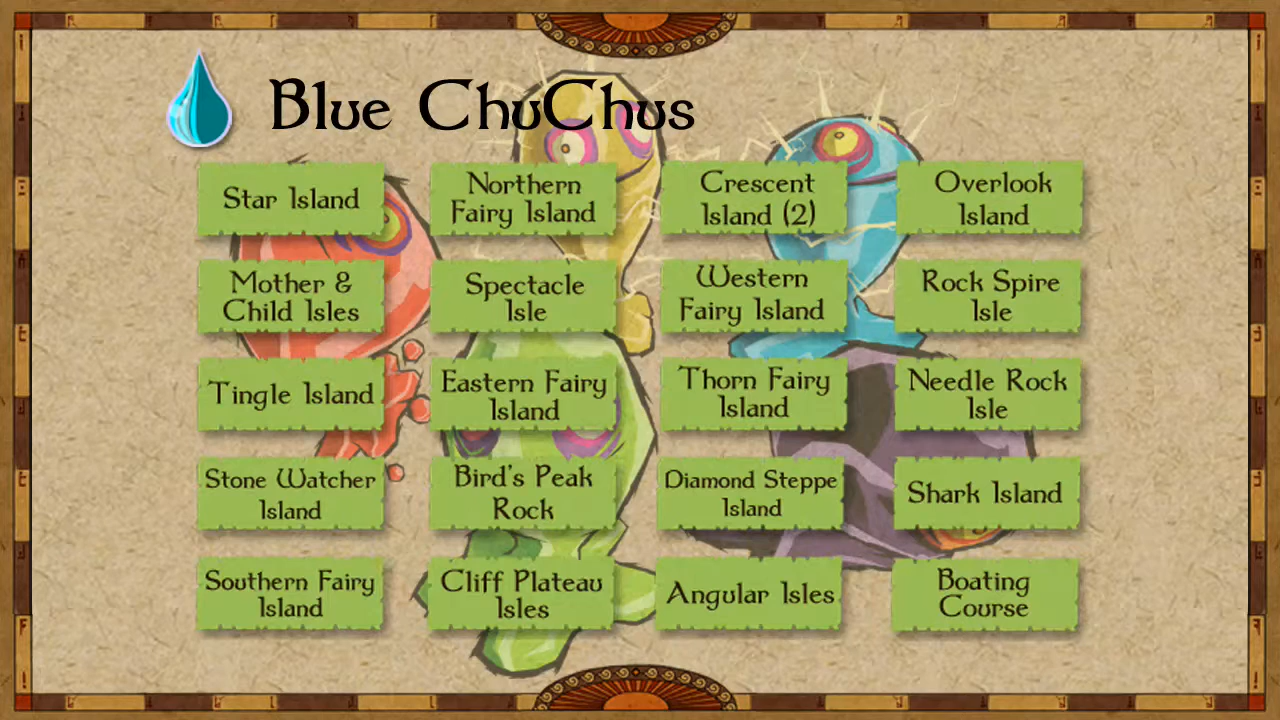 Blue ChuChus
Star Island
Northern
Fairy Island
Crescent
Island (2)
Overlook
Island
Mother &
Child Isles
Spectacle
Isle
Western
Fairy Island
Rock Spire
Isle
Tingle Island
Eastern Fairy
Island
Thorn Fairy
Island
Needle Rock
Isle
Stone Watcher
Island
Bird's Peak
Rock
Diamond Steppe
Island
Shark Island
Southern Fairy
Island
Cliff Plateau
Isles
Angular Isles
Boating
Course